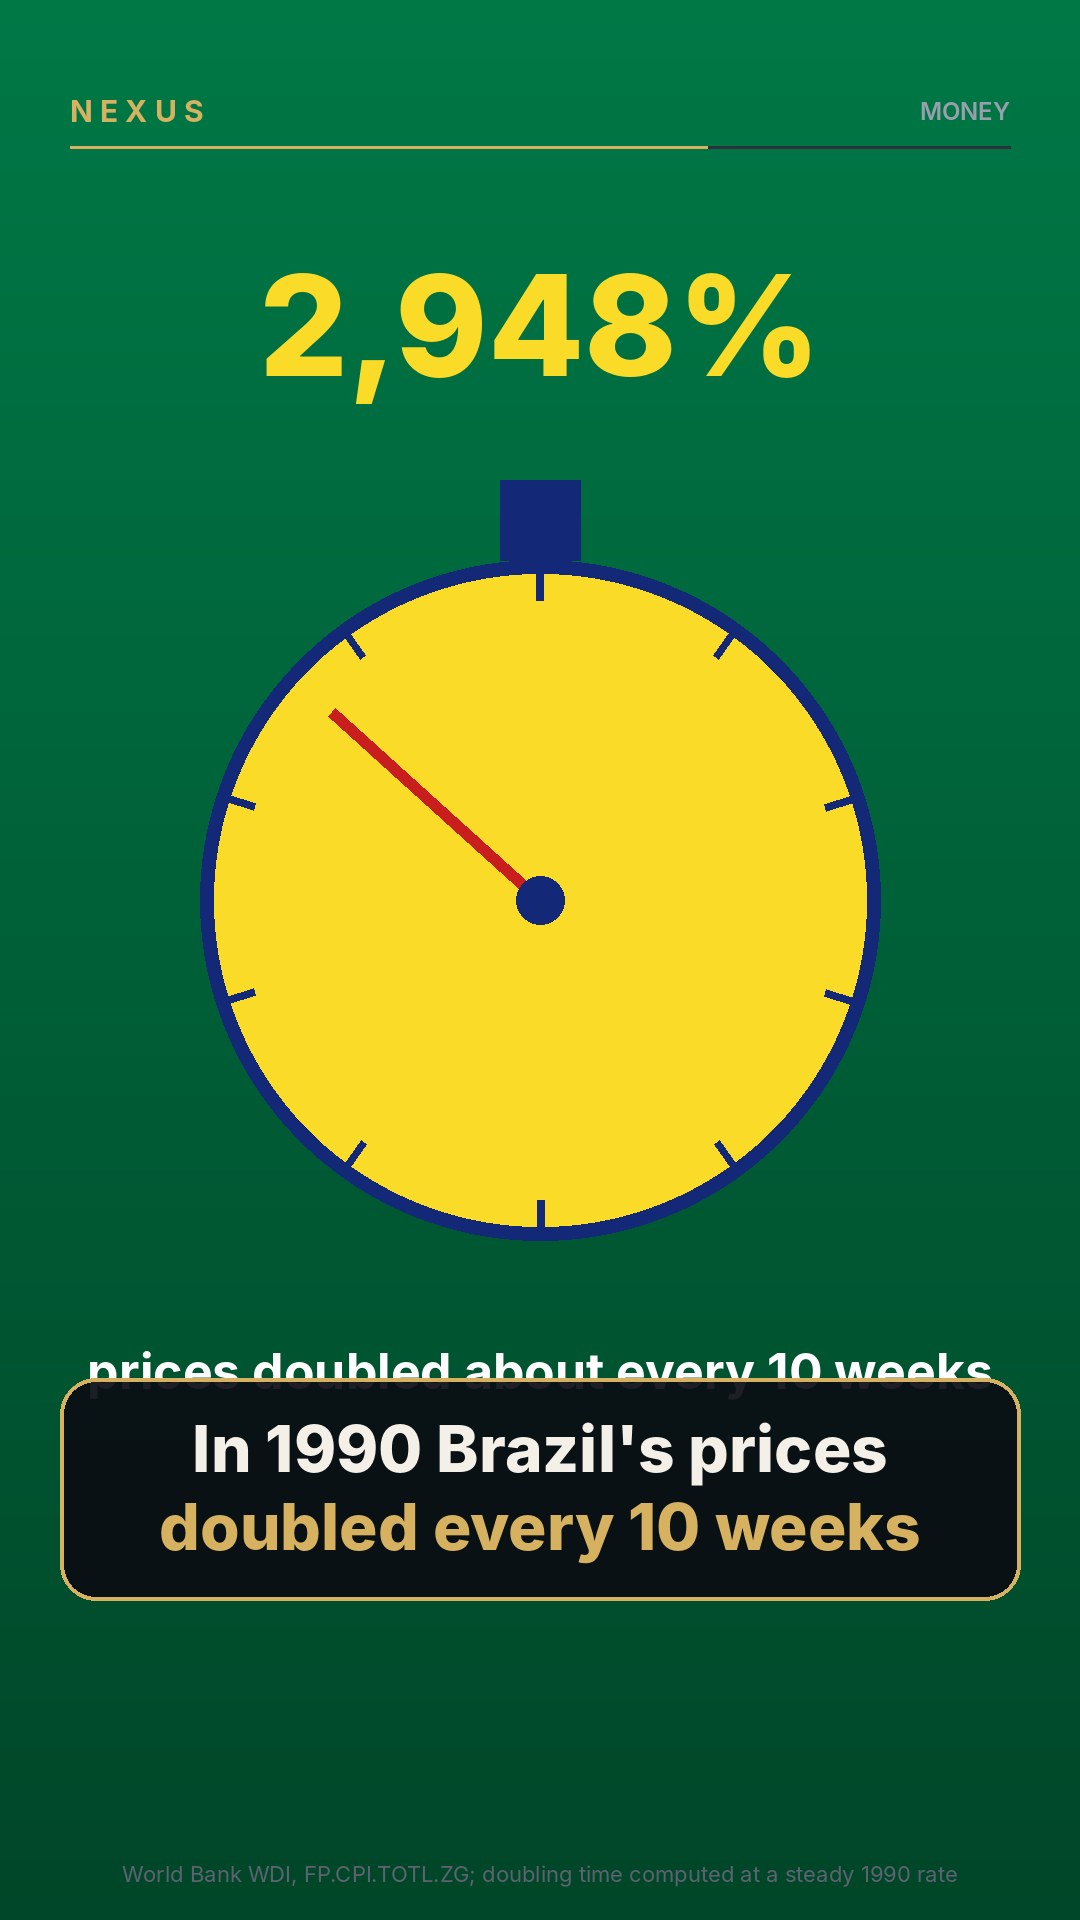 NEXUS
MONEY
2,948%
prices doubled about every 10 weeks
In 1990 Brazil's prices
doubled every 10 weeks
World Bank WDI, FP.CPI.TOTL.ZG; doubling time computed at a steady 1990 rate